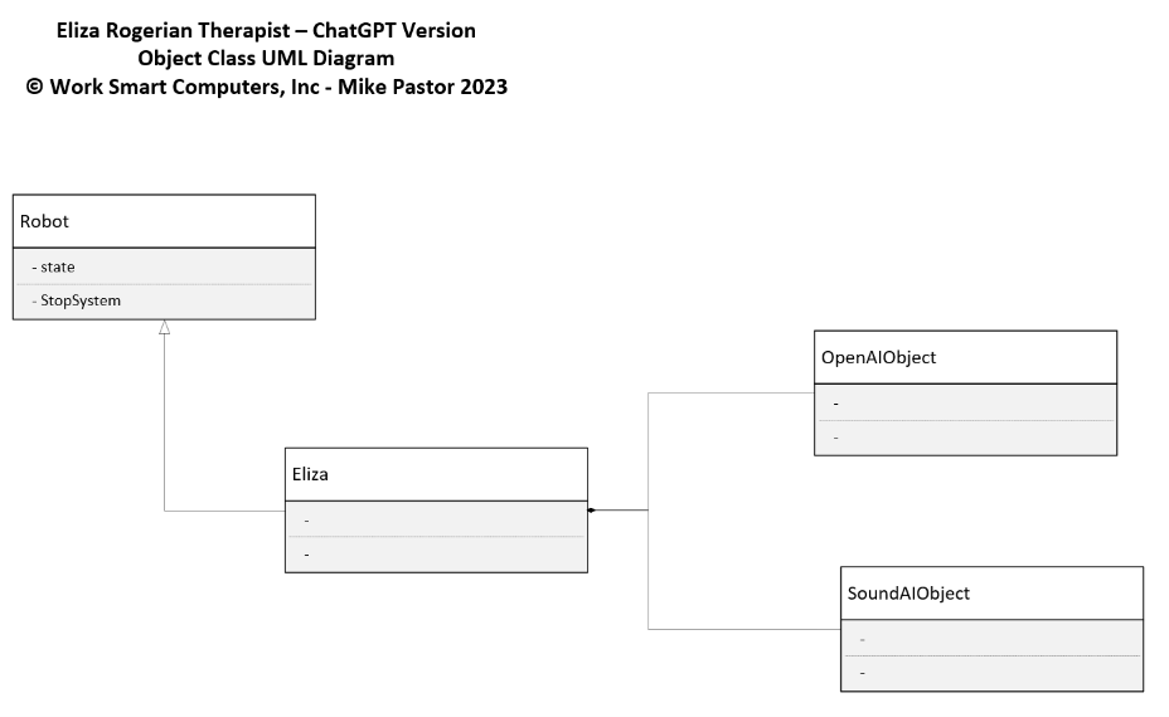 Eliza Rogerian Therapist – ChatGPT Version
Object Class UML Diagram
© Work Smart Computers, Inc - Mike Pastor 2023
Robot
- state
- StopSystem
OpenAIObject
-
-
Eliza
-
-
SoundAIObject
-
-